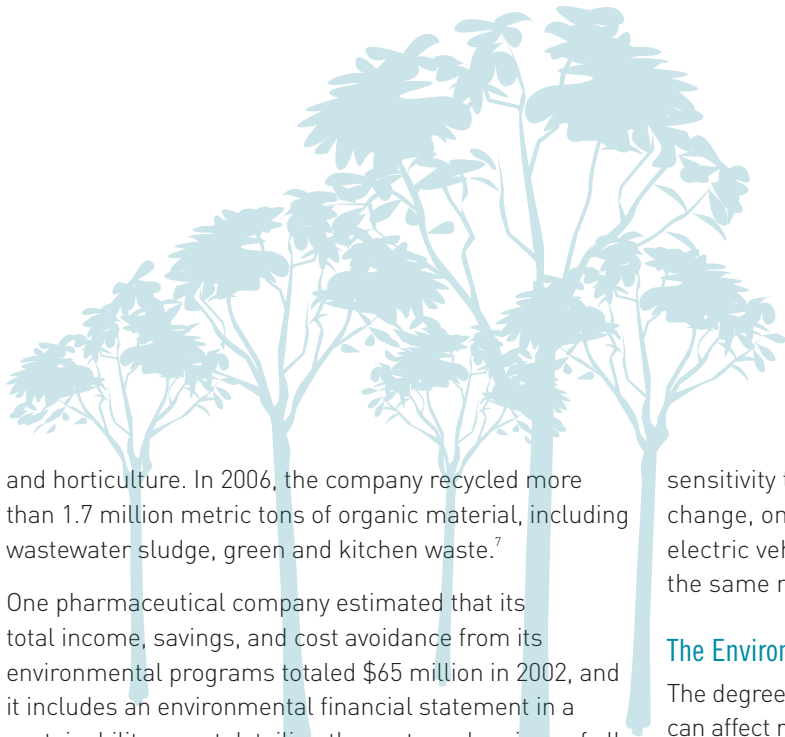 and horticulture. In 2006, the company recycled more
than 1.7 million metric tons of organic material, including
wastewater sludge, green and kitchen waste.7
One pharmaceutical company estimated that its
total income, savings, and cost avoidance from its
environmental programs totaled $65 million in 2002, and
it includes an environmental financial statement in a
sensitivity
change,
electric
the same
The
The degree
can affect